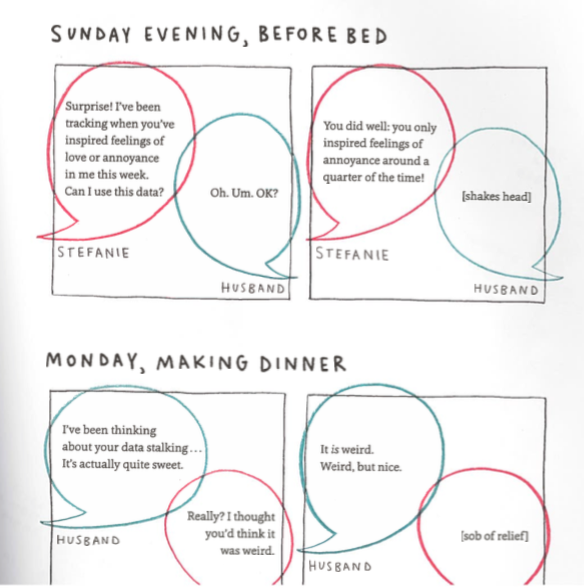 SUNDAY EVENING, BEFORE BED
Surprise! I've been
tracking when you've
inspired feelings of
love or annoyance
in me this week.
Can I use this data?
Oh. Um. OK?
STEFANIE
HUSBAND
You did well: you only
inspired feelings of
annoyance around a
quarter of the time!
[shakes head]
STEFANIE
HUSBAND
MONDAY, MAKING DINNER
I've been thinking
about your data stalking...
It's actually quite sweet.
Really? I thought
you'd think it
was weird.
HUSBAND
It is weird.
Weird, but nice.
[sob of relief]
HUSBAND